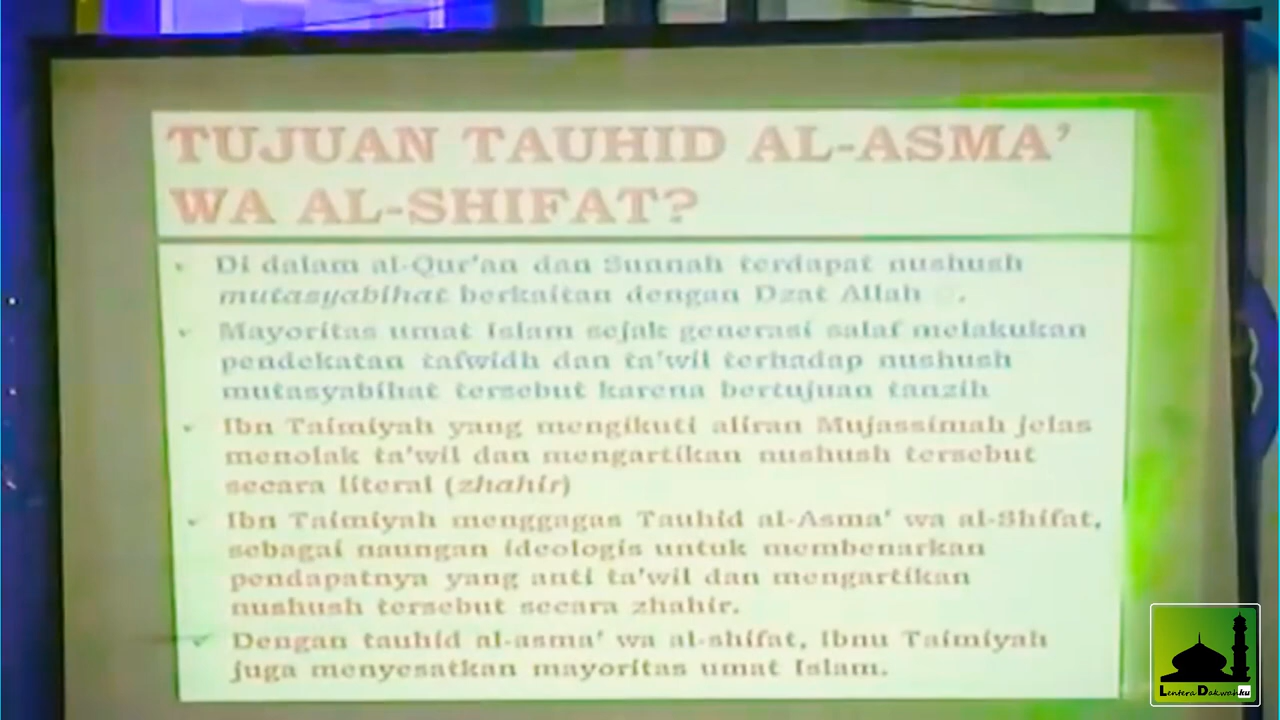 TUJUAN TAUHID AL-ASMA'
WA AL-SHIFAT?
Di dalam al-Qur'an dan Sunnah terdapat nushush
mutasyabihat berkaitan dengan Dzat Allah .
Mayoritas umat Islam sejak generasi salaf melakukan
pendekatan tafwidh dan ta'wil terhadap nushush
mutasyabihat tersebut karena bertujuan tanzih
Ibn Taimiyah yang mengikuti aliran Mujassimah jelas
menolak ta'wil dan mengartikan nushush tersebut
secara literal (zhahir)
Ibn Taimiyah menggagas Tauhid al-Asma' wa al-Shifat,
sebagai naungan ideologis untuk membenarkan
pendapatnya yang anti ta'wil dan mengartikan
nushush tersebut secara zhahir.
Dengan tauhid al-asma' wa al-shifat, Ibnu Taimiyah
juga menyesatkan mayoritas umat Islam.
Lentera Dakwahku